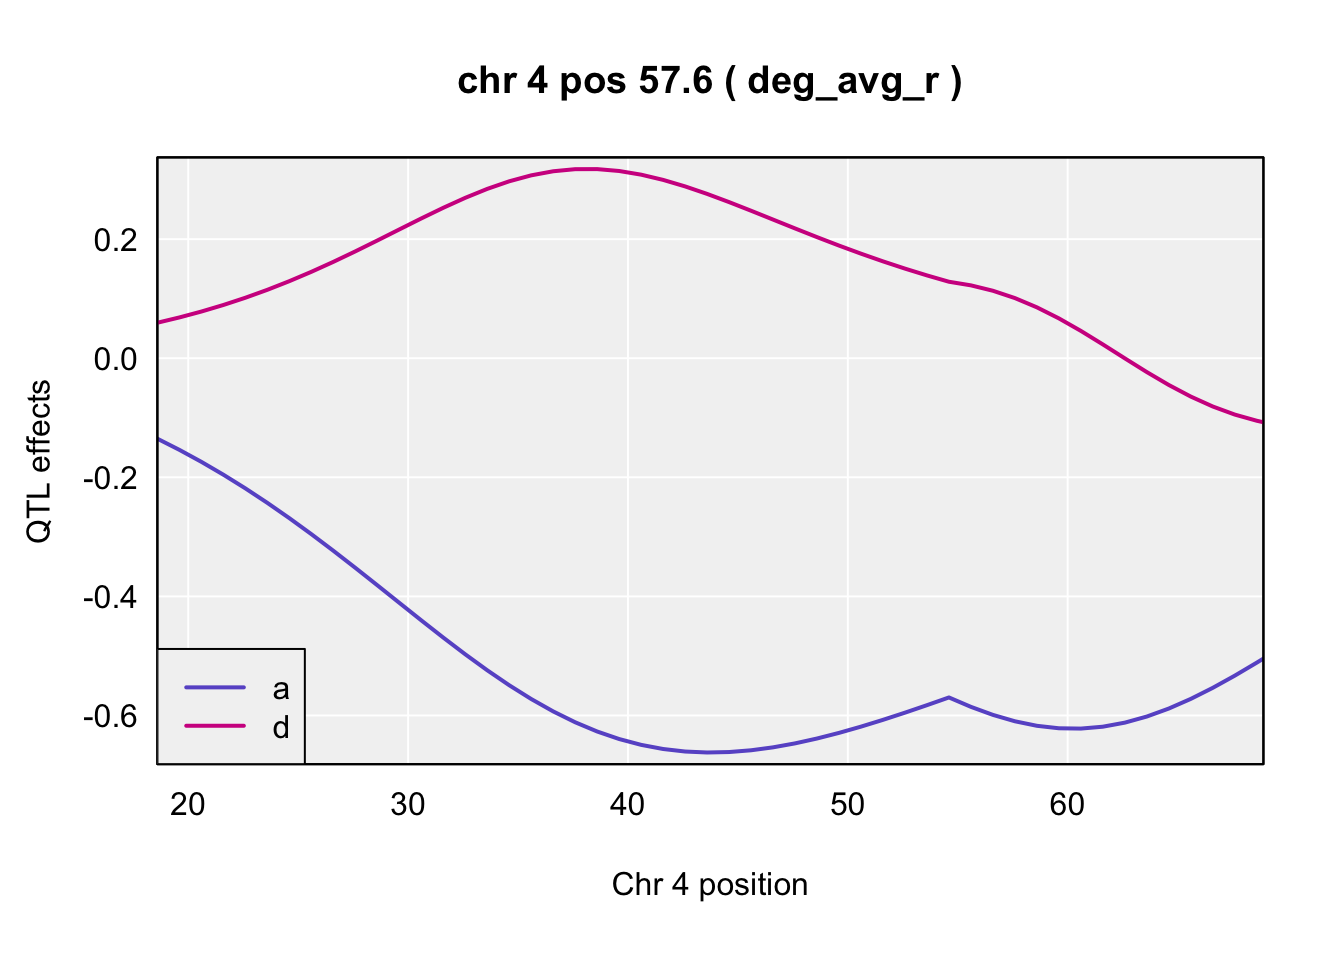 chr 4 pos 57.6 ( deg_avg_r )
0.2
0.0
-0.2
-0.4
-0.6
QTL effects
a
d
20 30 40 50 60
Chr 4 position